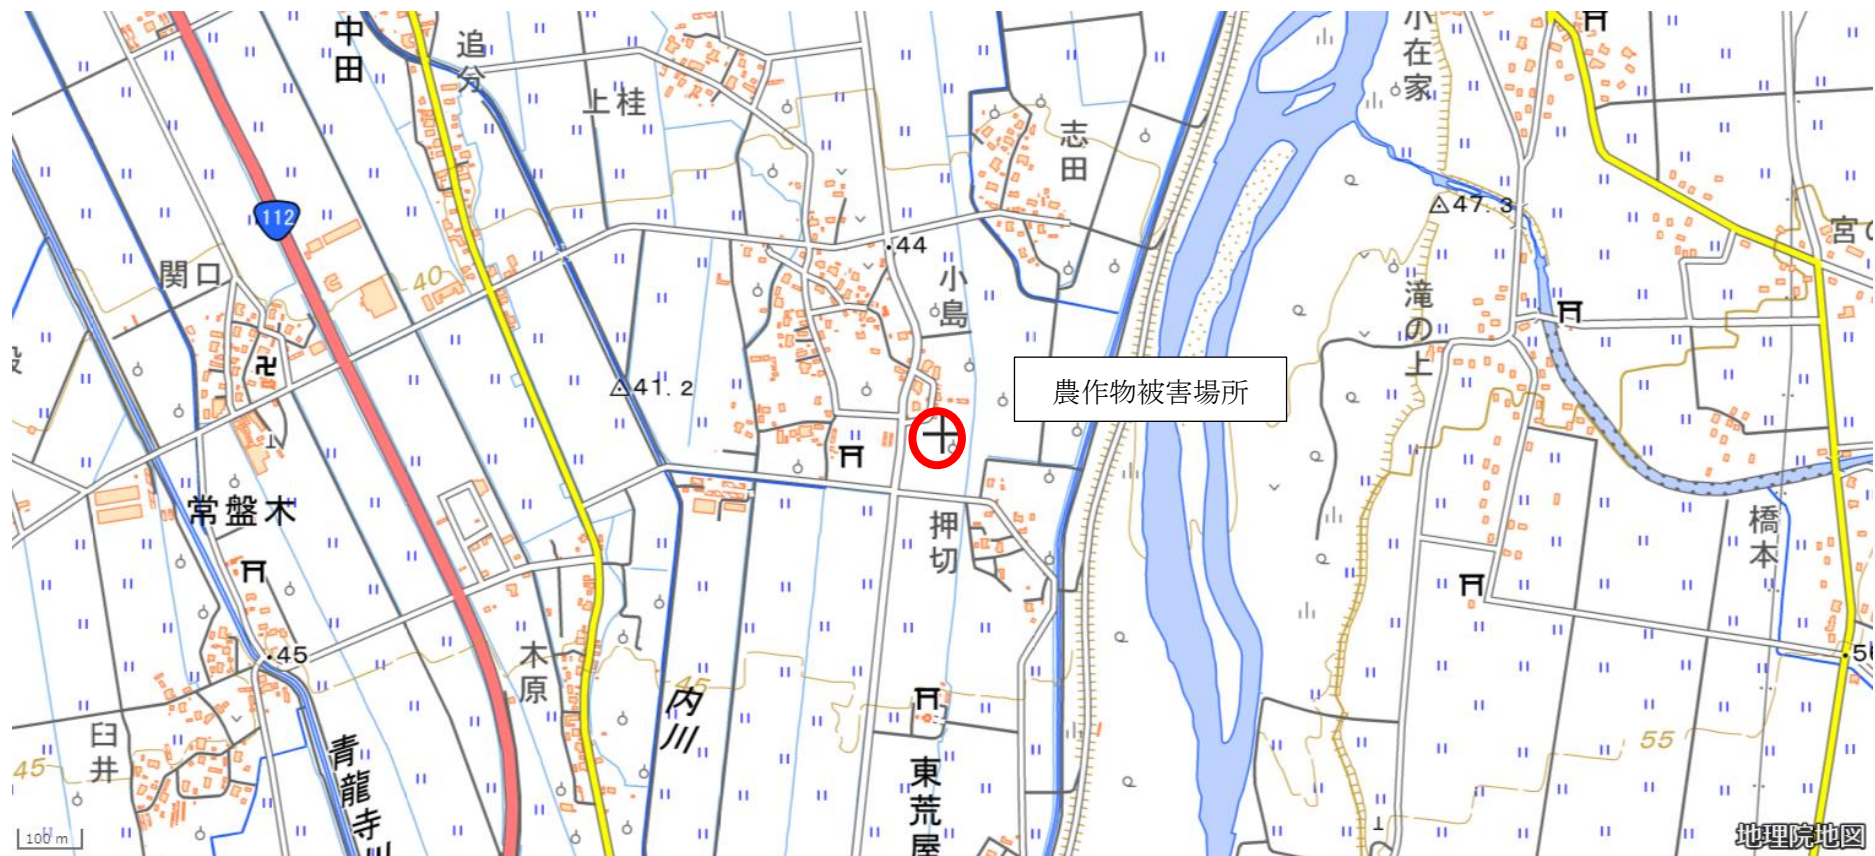 中田
追分
上桂
志田
小在家
47.3
宮
112
関口
40
44
小島
滝の上
41.2
農作物被害場所
常盤木
押切
橋本
45
木原
45
内川
臼井
45
青龍寺川
東荒屋
55
100 m
地理院地図